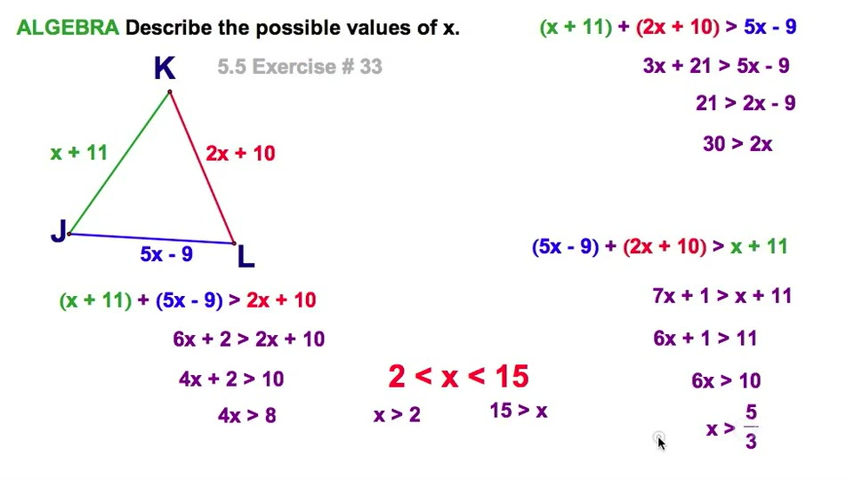 ALGEBRA Describe the possible values of x.
5.5 Exercise # 33
K
x + 11
2x + 10
J
5x - 9
L
(x + 11) + (2x + 10) > 5x - 9
3x + 21 > 5x - 9
21 > 2x - 9
30 > 2x
(x + 11) + (5x - 9) > 2x + 10
6x + 2 > 2x + 10
4x + 2 > 10
4x > 8
2 < x < 15
x > 2
15 > x
(5x - 9) + (2x + 10) > x + 11
7x + 1 > x + 11
6x + 1 > 11
6x > 10
x > 5/3